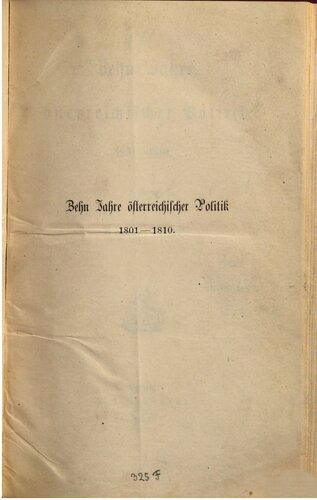 Zehn Jahre österreichischer Politik
1801—1810.
325 F